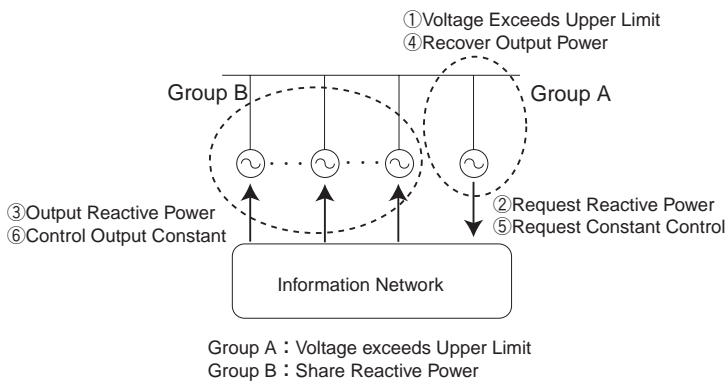 ①Voltage Exceeds Upper Limit
④Recover Output Power
Group B
Group A
③Output Reactive Power
⑥Control Output Constant
②Request Reactive Power
⑤Request Constant Control
Information Network
Group A：Voltage exceeds Upper Limit
Group B：Share Reactive Power